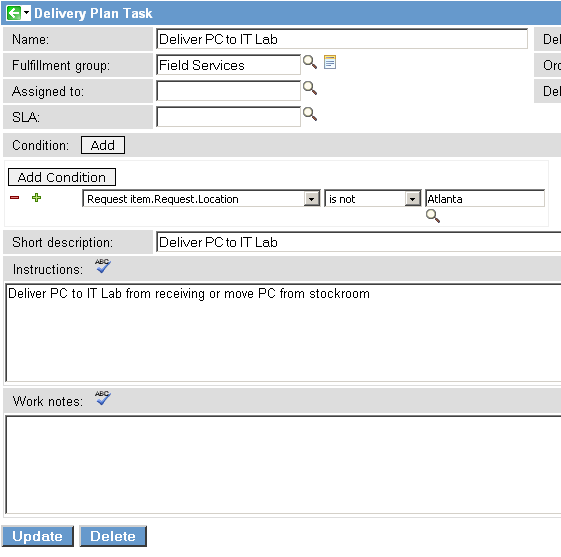 Delivery Plan Task
Name: Deliver PC to IT Lab Del
Fulfillment group: Field Services Ord
Assigned to: Del
SLA:
Condition: Add
Add Condition
Request item.Request.Location is not Atlanta
Short description: Deliver PC to IT Lab
Instructions: ABC
Deliver PC to IT Lab from receiving or move PC from stockroom
Work notes: ABC
Update Delete